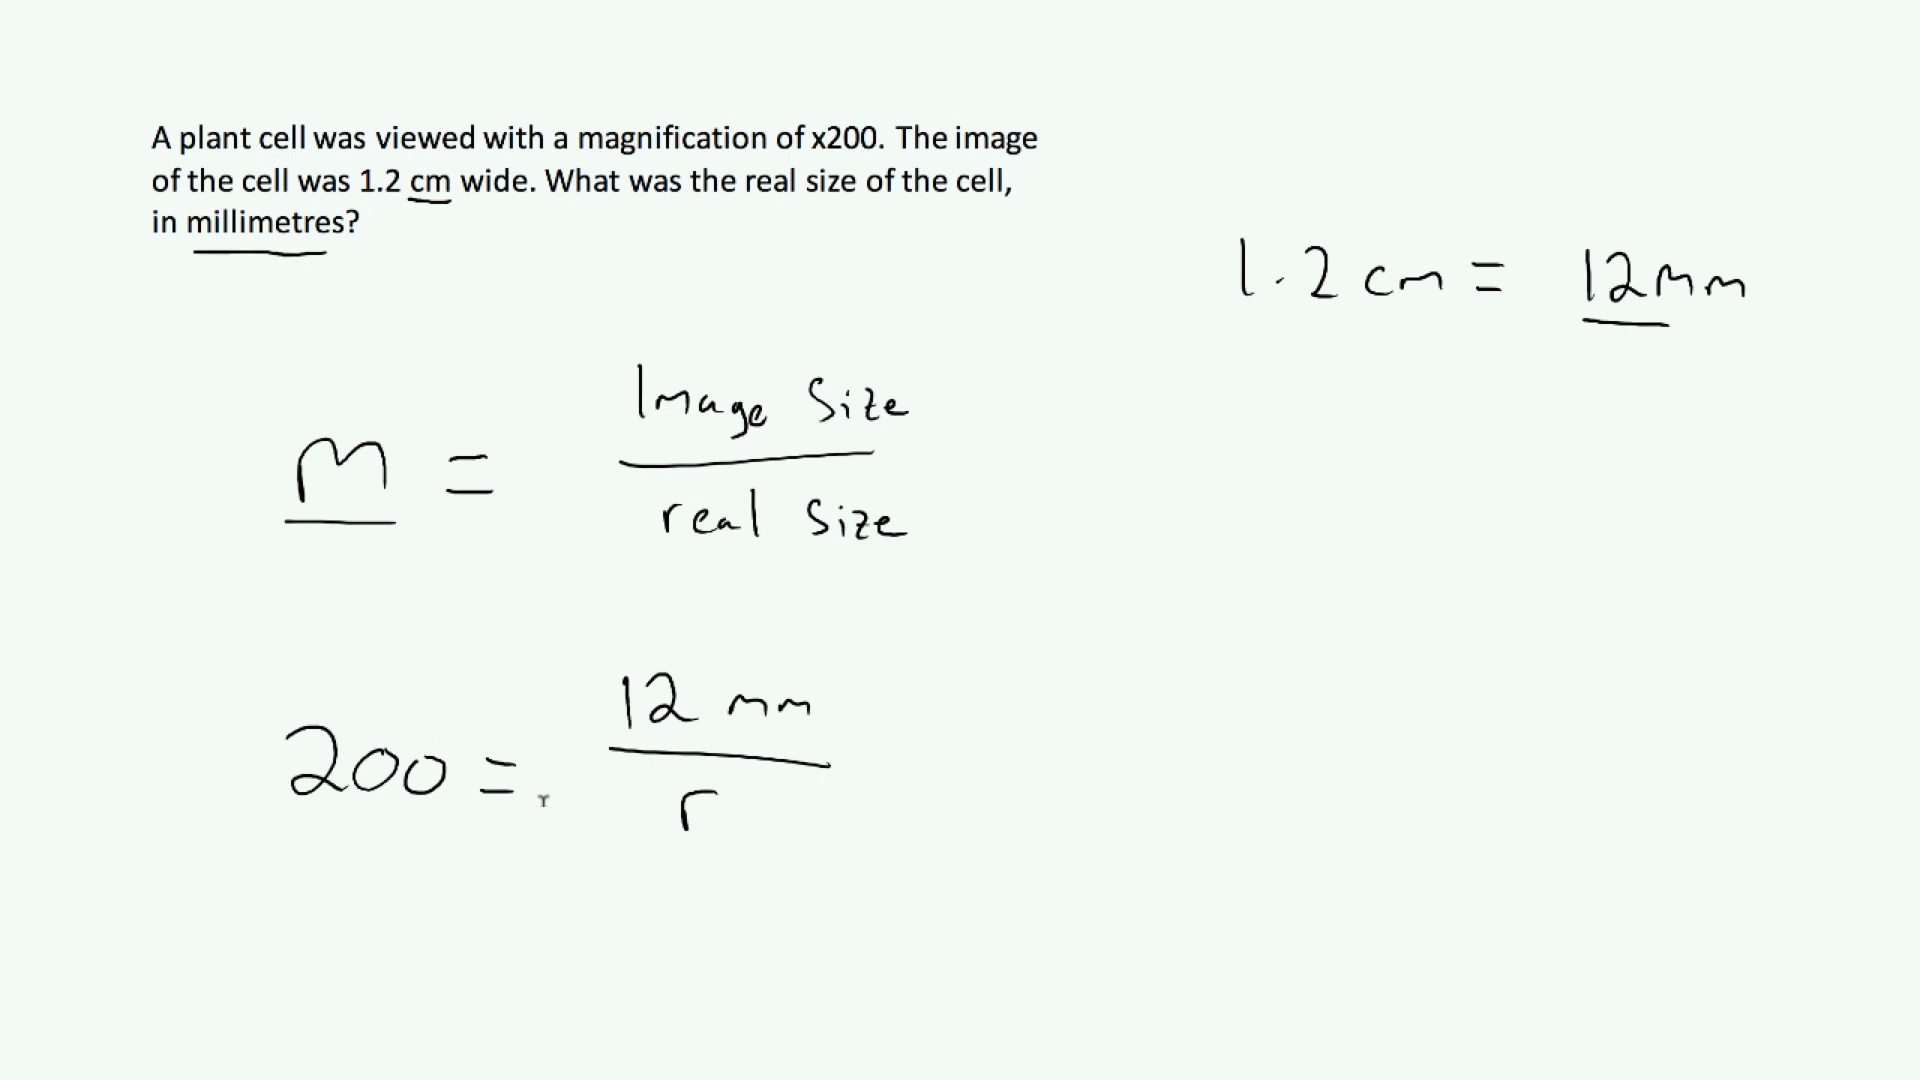 A plant cell was viewed with a magnification of x200. The image
of the cell was 1.2 cm wide. What was the real size of the cell,
in millimetres?
1.2 cm = 12mm
m = Image Size
real Size
200 = 12 mm
r